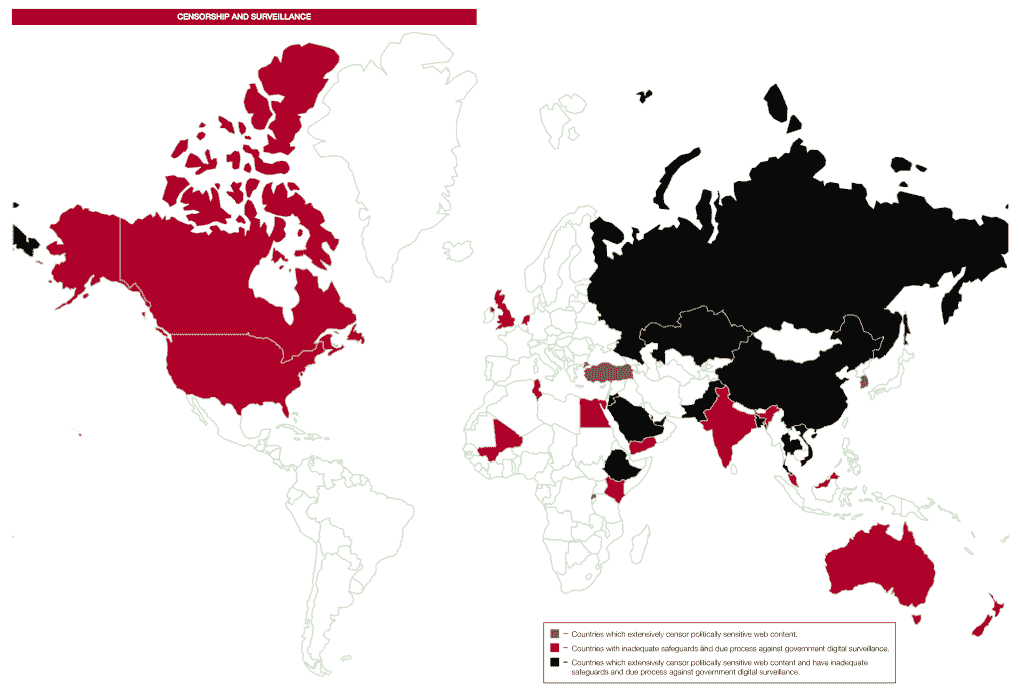 CENSORSHIP AND SURVEILLANCE
– Countries which extensively censor politically sensitive web content.
– Countries with inadequate safeguards and due process against government digital surveillance.
– Countries which extensively censor politically sensitive web content and have inadequate
safeguards and due process against government digital surveillance.